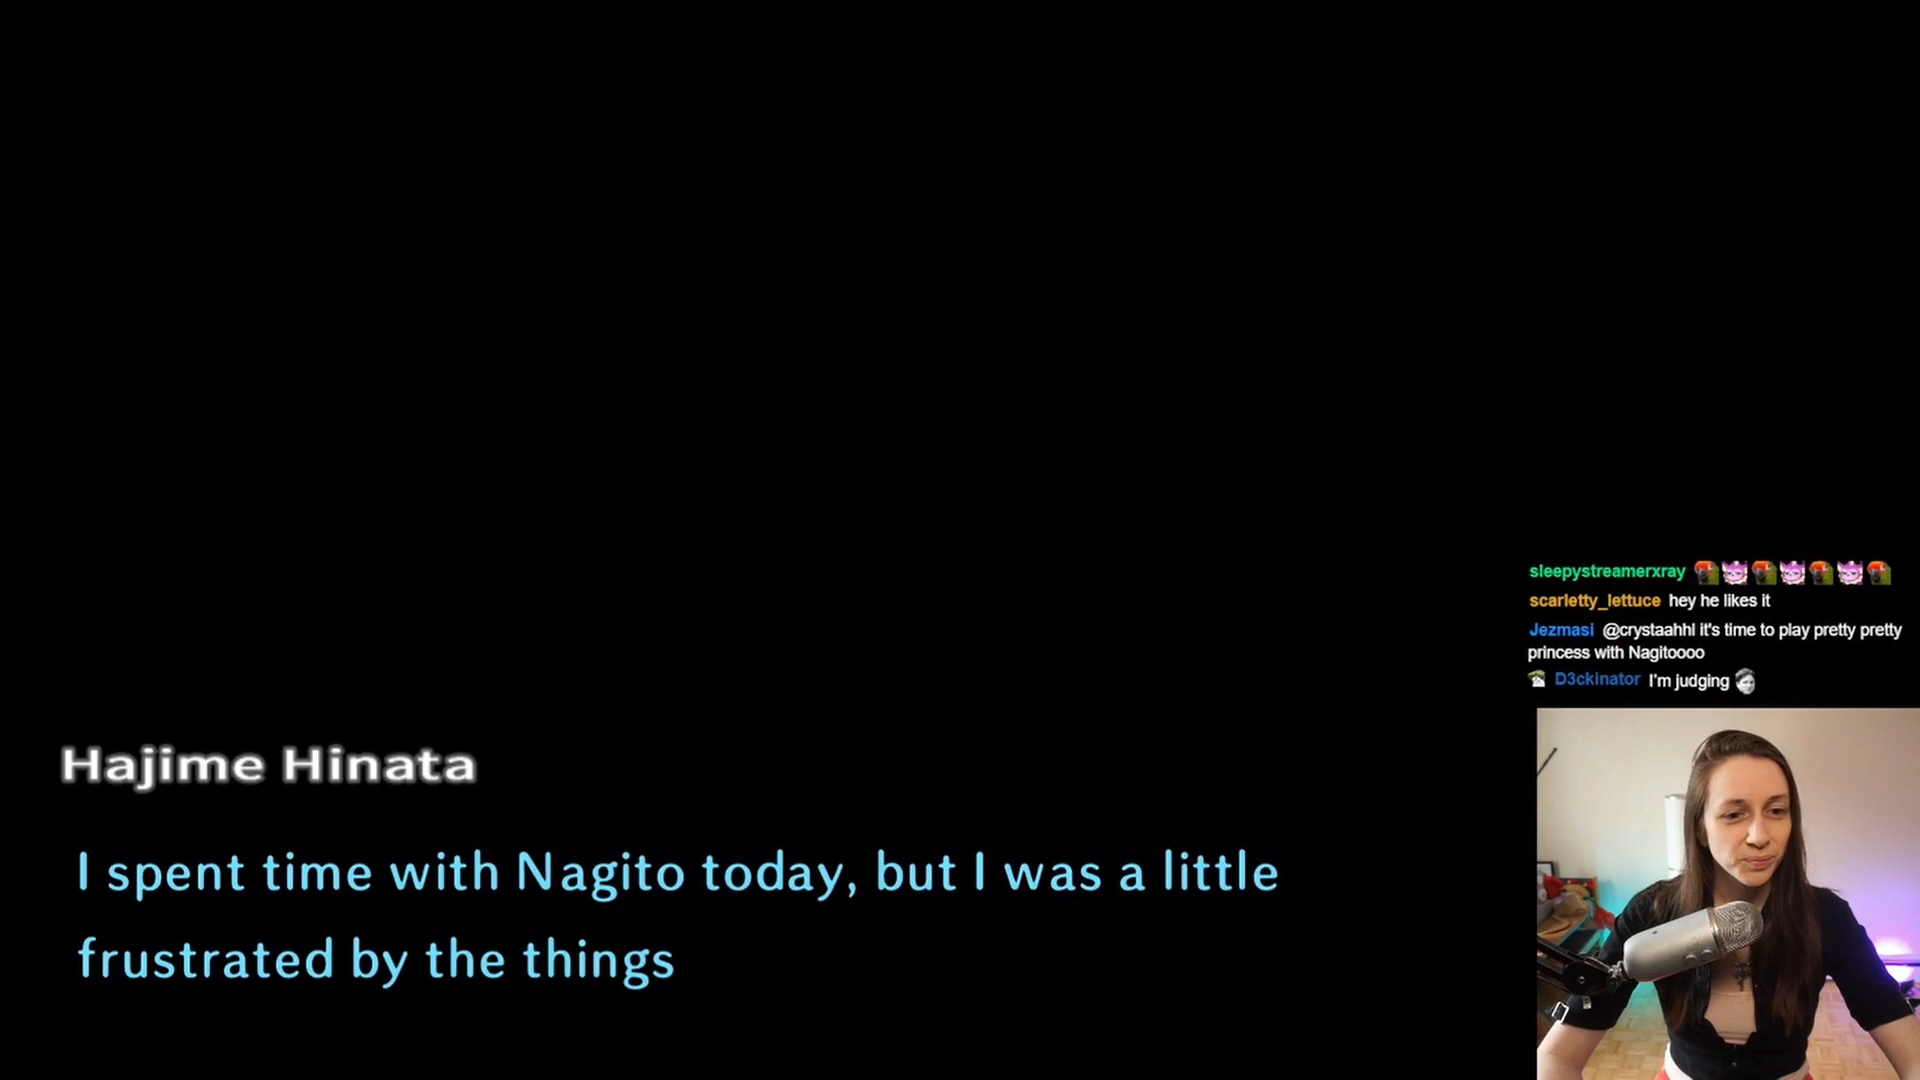 sleepystreamerxray
scarletty_lettuce hey he likes it
Jezmasi @crystaahhl it's time to play pretty pretty
princess with Nagitoooo
D3ckinator I'm judging
Hajime Hinata
I spent time with Nagito today, but I was a little
frustrated by the things